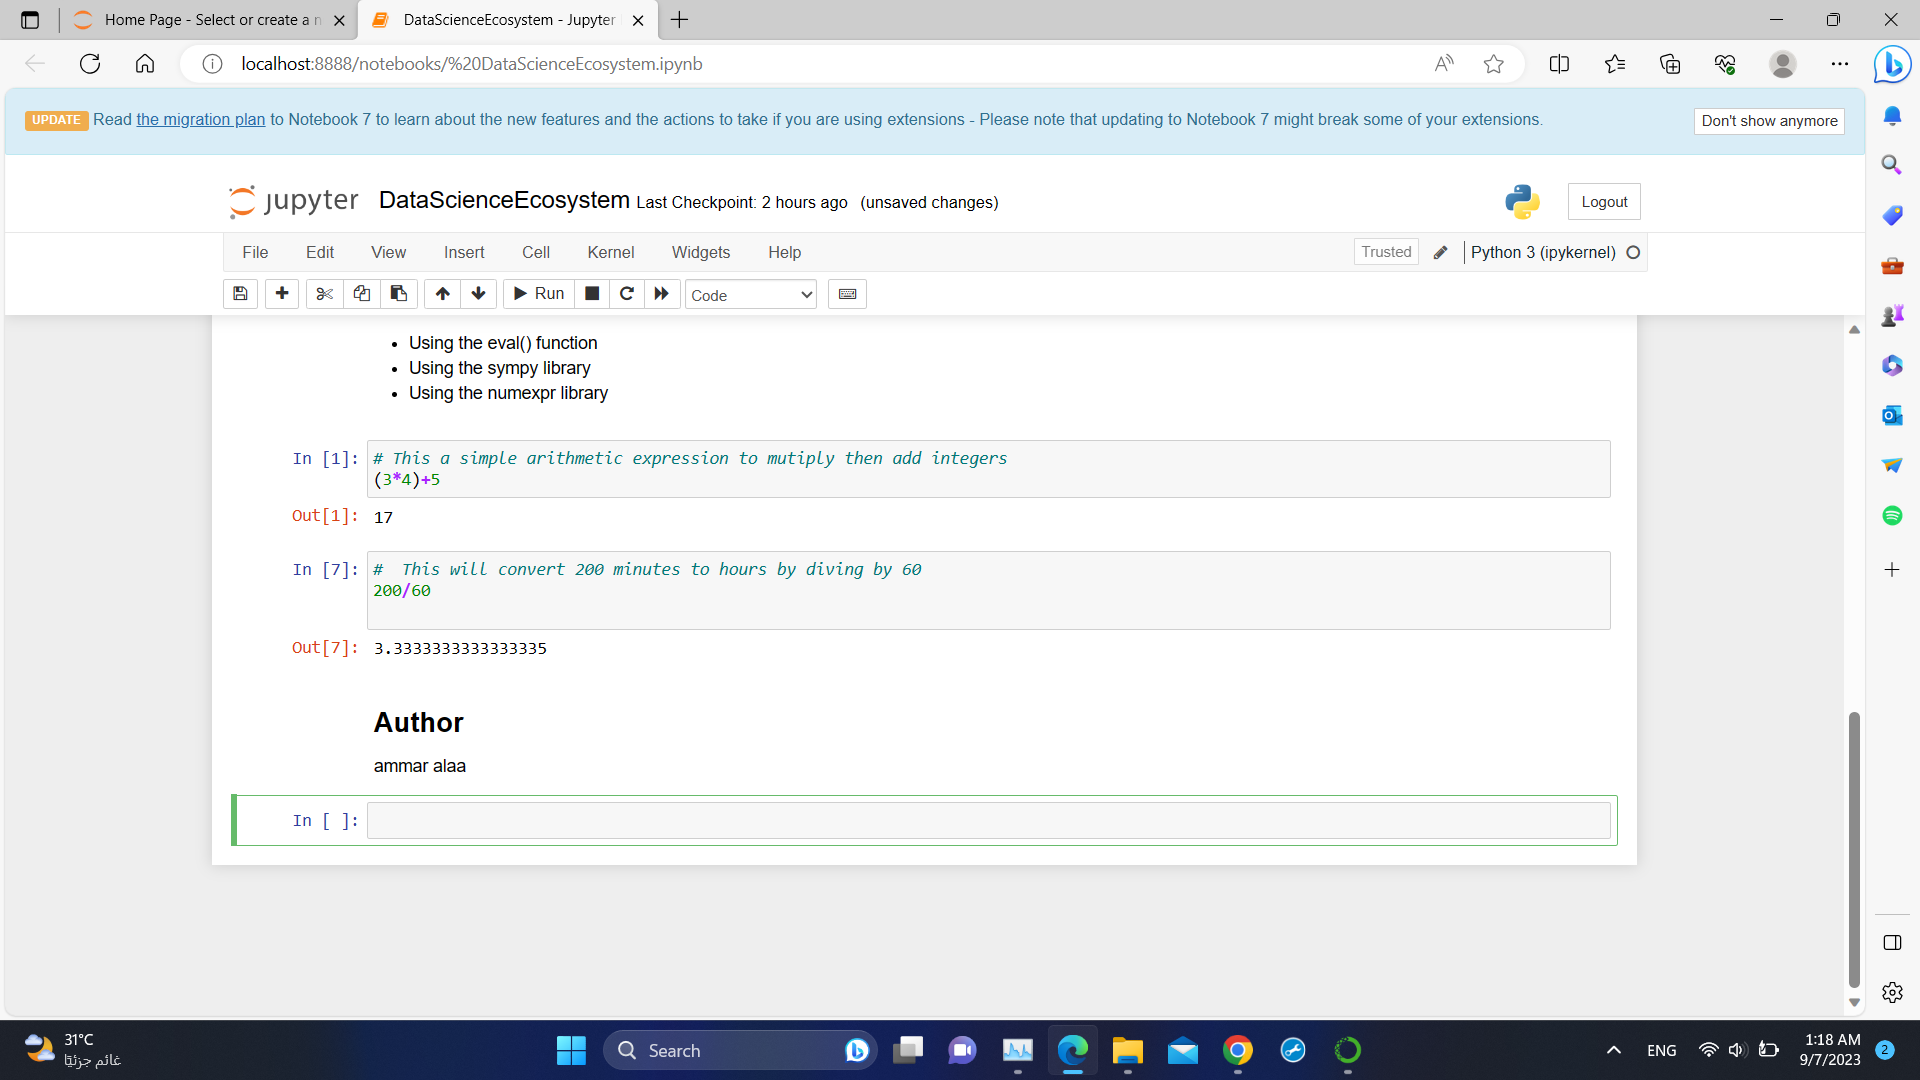 Home Page - Select or create a n
DataScienceEcosystem - Jupyter
localhost:8888/notebooks/%20DataScienceEcosystem.ipynb
UPDATE Read the migration plan to Notebook 7 to learn about the new features and the actions to take if you are using extensions - Please note that updating to Notebook 7 might break some of your extensions.
Don't show anymore
jupyter DataScienceEcosystem Last Checkpoint: 2 hours ago (unsaved changes)
Logout
File Edit View Insert Cell Kernel Widgets Help
Trusted
Python 3 (ipykernel)
Run
Code
• Using the eval() function
• Using the sympy library
• Using the numexpr library
In [1]: # This a simple arithmetic expression to mutiply then add integers
(3*4)+5
Out[1]: 17
In [7]: #  This will convert 200 minutes to hours by diving by 60
200/60
Out[7]: 3.3333333333333335
Author
ammar alaa
In [ ]:
31°C
غائم جزئيًا
Search
ENG
1:18 AM
9/7/2023
2